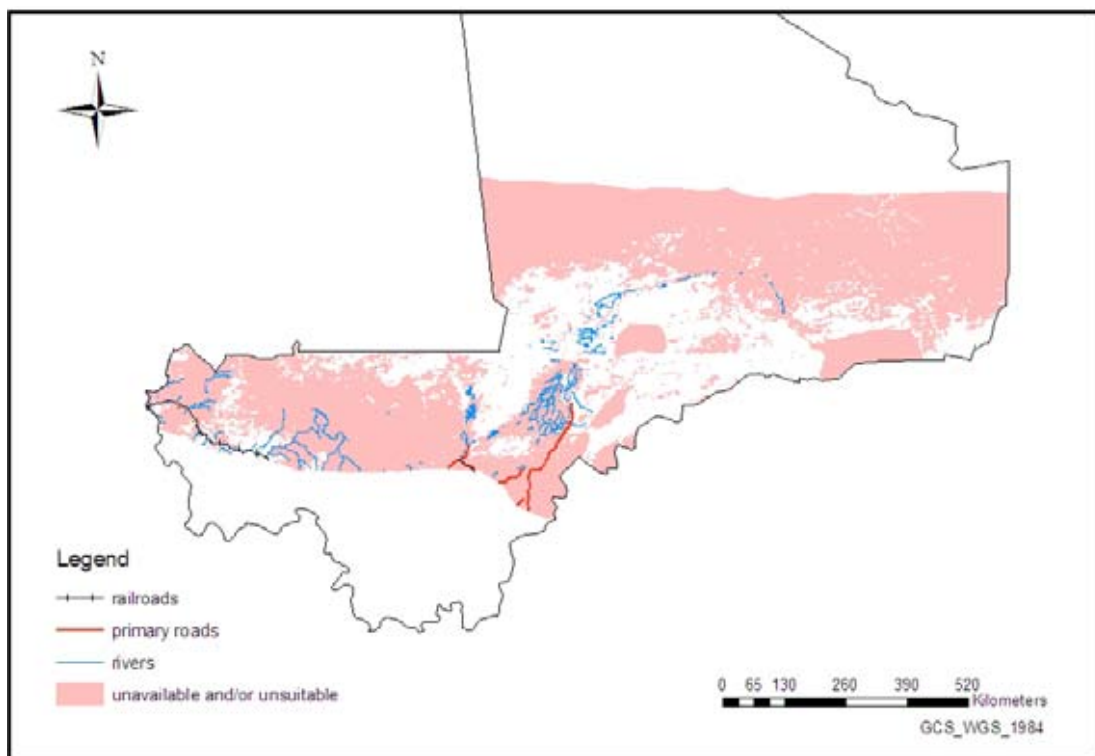 N
Legend
railroads
primary roads
rivers
unavailable and/or unsuitable
0 65 130 260 390 520
Kilometers
GCS_WGS_1984